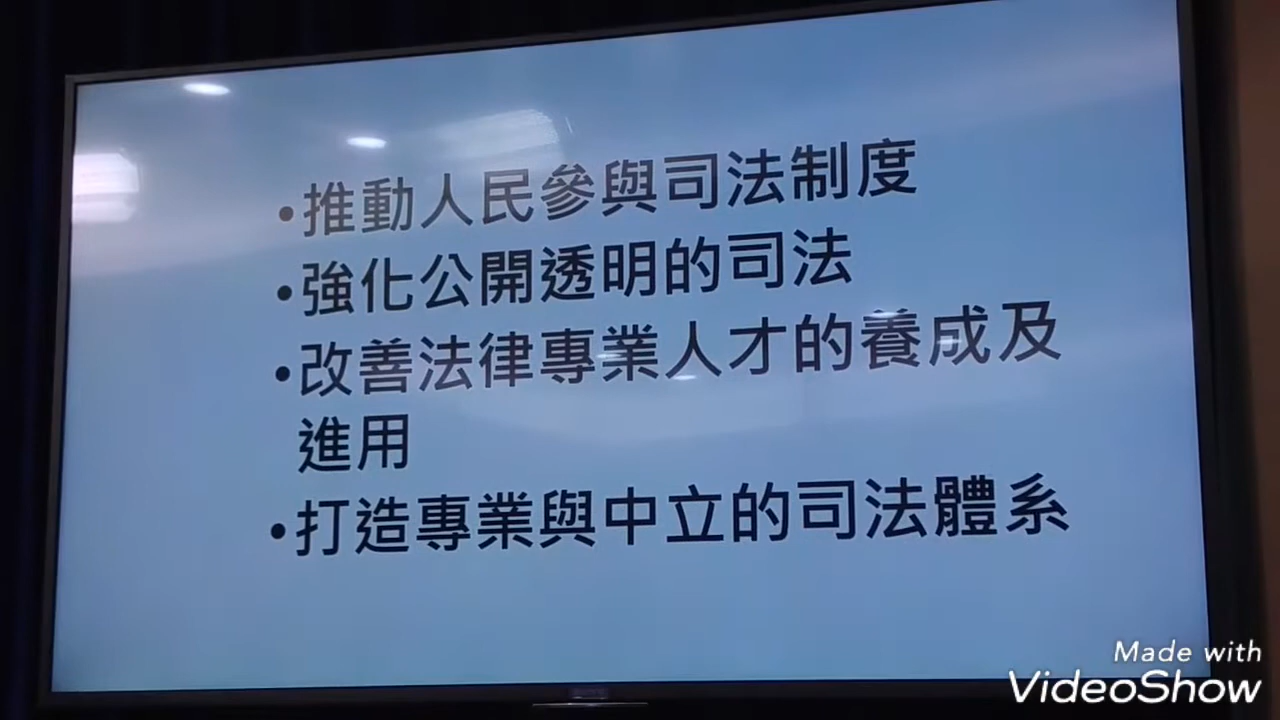 •推動人民參與司法制度
•強化公開透明的司法
•改善法律專業人才的養成及
進用
•打造專業與中立的司法體系
Made with
VideoShow